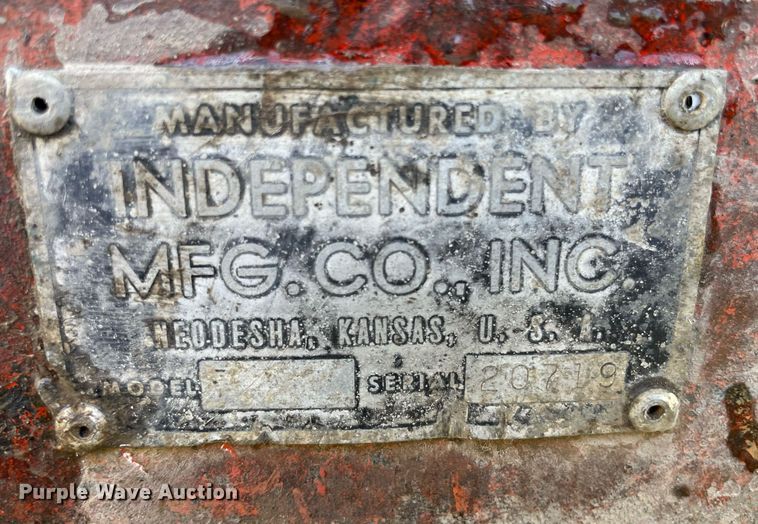 MANUFACTURED BY
INDEPENDENT
MFG. CO., INC.
NEODESHA, KANSAS, U. S. A.
MODEL SERIAL 20719
Purple Wave Auction